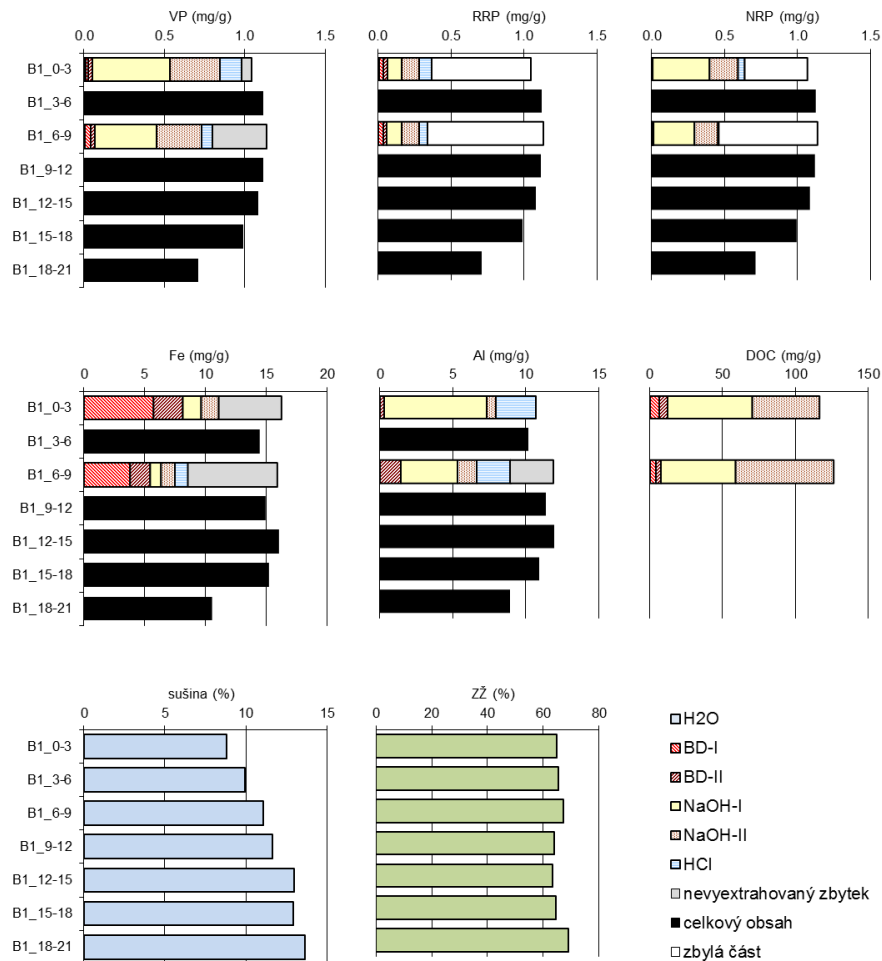 VP (mg/g)
RRP (mg/g)
NRP (mg/g)
0.0 0.5 1.0 1.5
0.0 0.5 1.0 1.5
0.0 0.5 1.0 1.5
B1_0-3
B1_3-6
B1_6-9
B1_9-12
B1_12-15
B1_15-18
B1_18-21
Fe (mg/g)
Al (mg/g)
DOC (mg/g)
0 5 10 15 20
0 5 10 15
0 50 100 150
B1_0-3
B1_3-6
B1_6-9
B1_9-12
B1_12-15
B1_15-18
B1_18-21
sušina (%)
ZŽ (%)
0 5 10 15
0 20 40 60 80
B1_0-3
B1_3-6
B1_6-9
B1_9-12
B1_12-15
B1_15-18
B1_18-21
H2O
BD-I
BD-II
NaOH-I
NaOH-II
HCl
nevyextrahovaný zbytek
celkový obsah
zbylá část